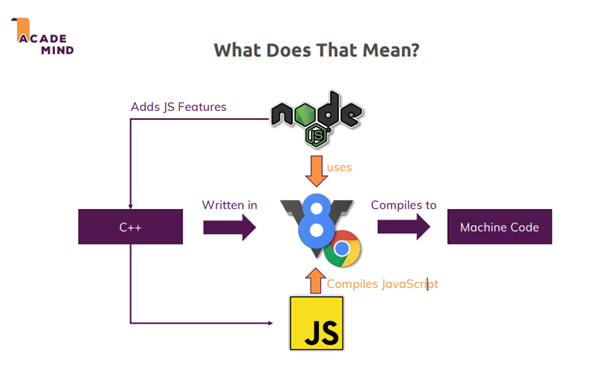 ACADE
MIND
What Does That Mean?
Adds JS Features
node
JS
uses
Written in
Compiles to
C++
8
Machine Code
Compiles JavaScript
JS